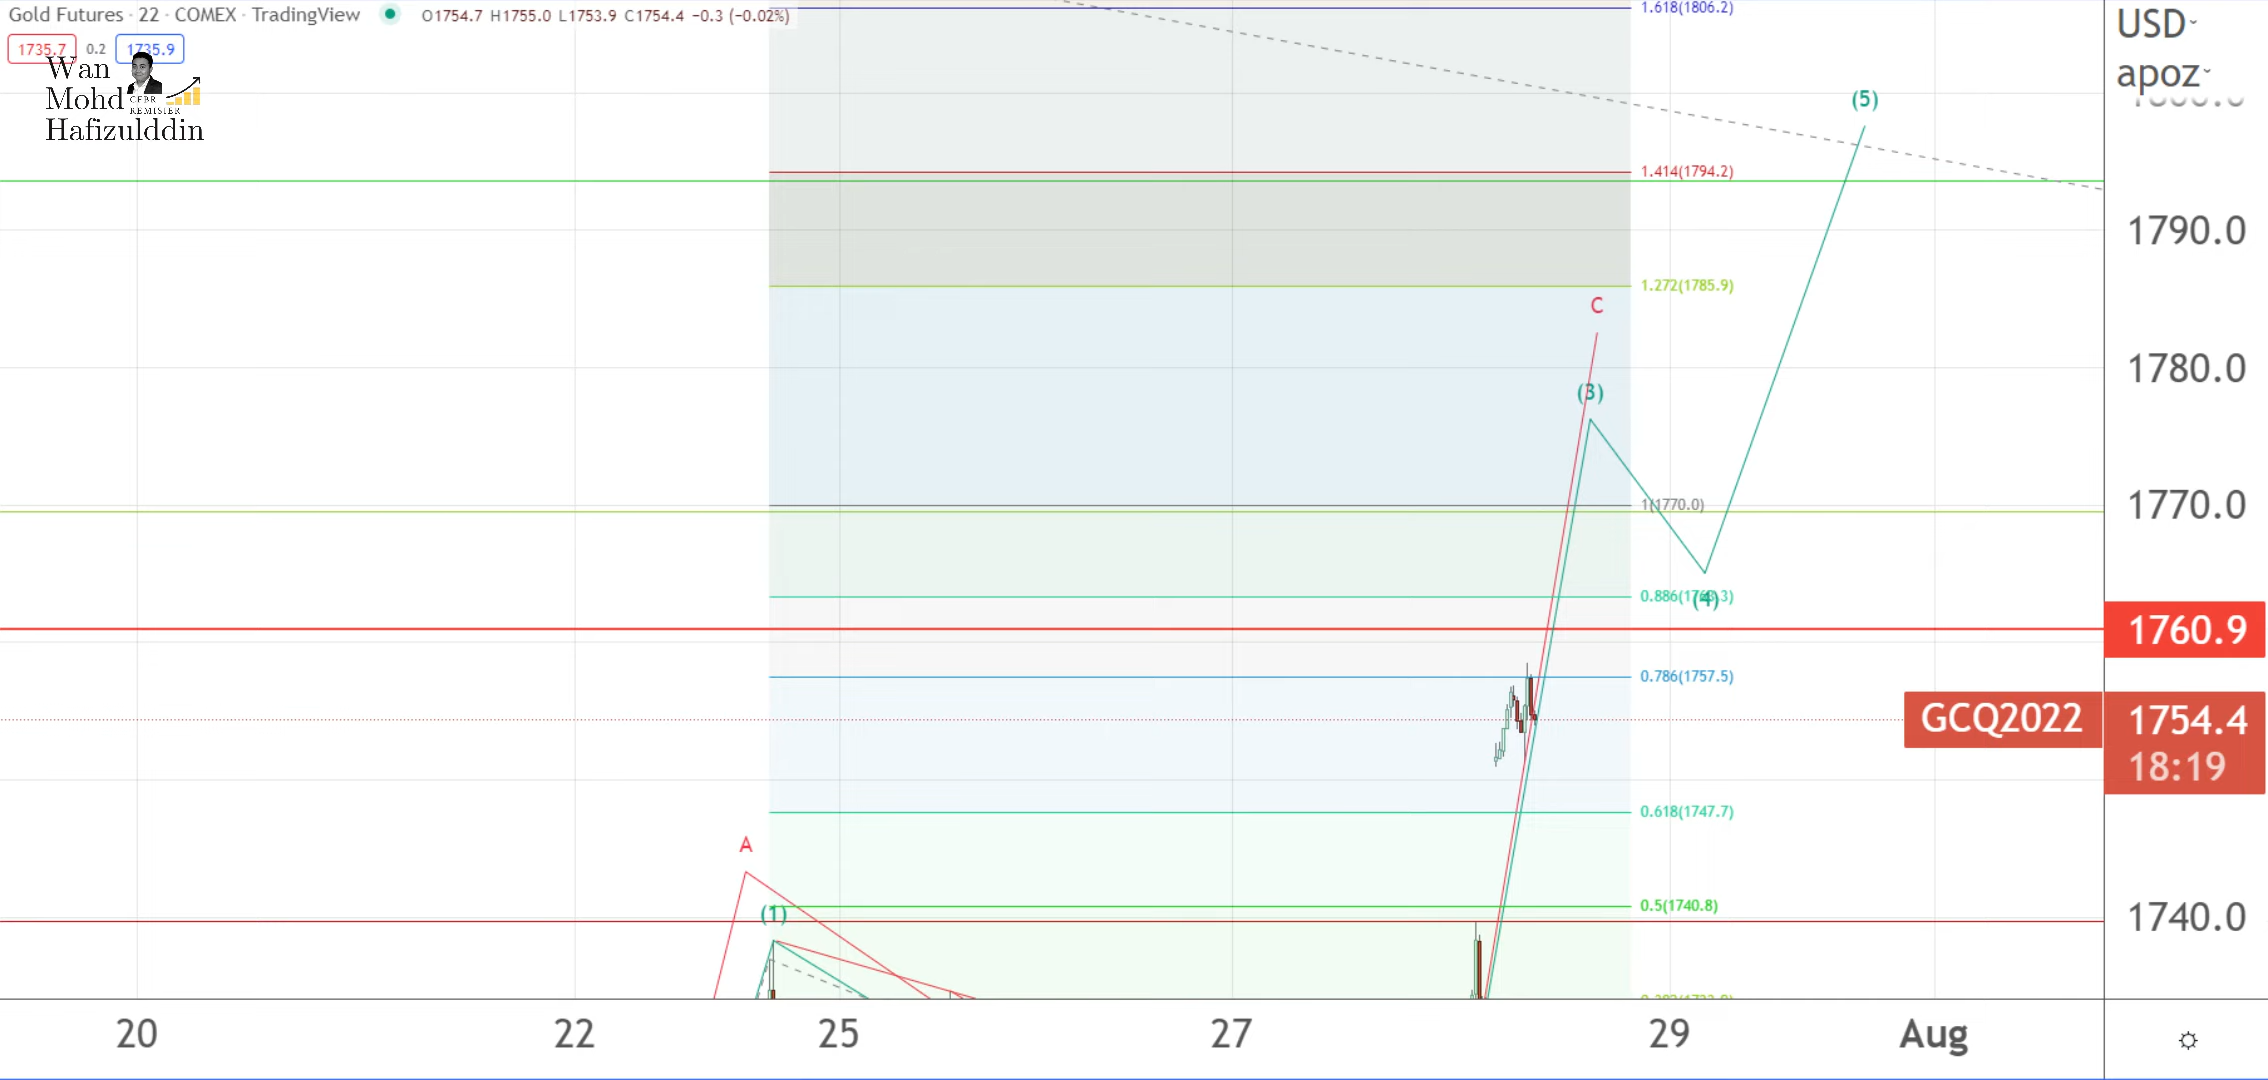 Gold Futures · 22 · COMEX · TradingView O1754.7 H1755.0 L1753.9 C1754.4 −0.3 (−0.02%)
1735.7 0.2 1735.9
Wan
Mohd
CFBR
REMISIER
Hafizulddin
USD
apoz
1.618(1806.2)
(5)
1.414(1794.2)
1790.0
1.272(1785.9)
C
1780.0
(3)
1(1770.0)
1770.0
0.886(1763.3)
(4)
1760.9
0.786(1757.5)
GCQ2022 1754.4
18:19
0.618(1747.7)
A
0.5(1740.8)
(1)
1740.0
20 22 25 27 29 Aug